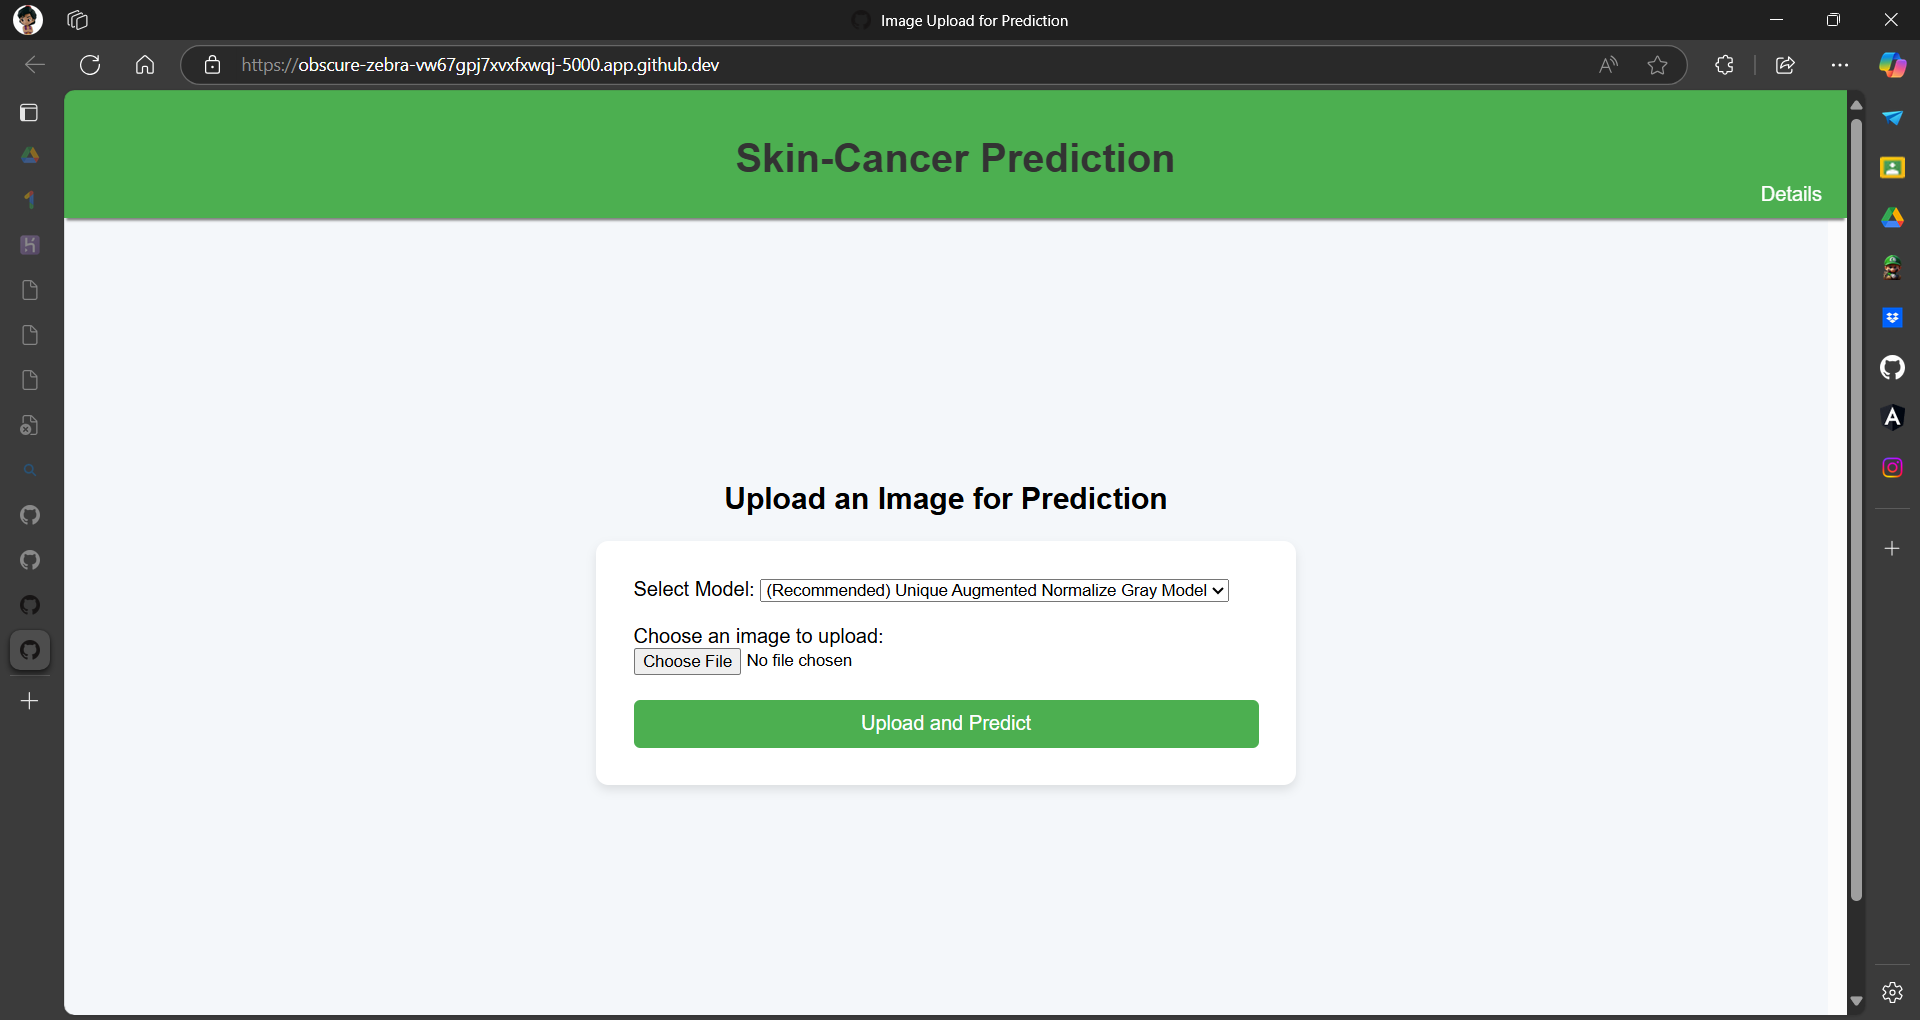 Image Upload for Prediction
https://obscure-zebra-vw67gpj7xvxfxwqj-5000.app.github.dev
Skin-Cancer Prediction
Details
Upload an Image for Prediction
Select Model: (Recommended) Unique Augmented Normalize Gray Model
Choose an image to upload:
Choose File No file chosen
Upload and Predict